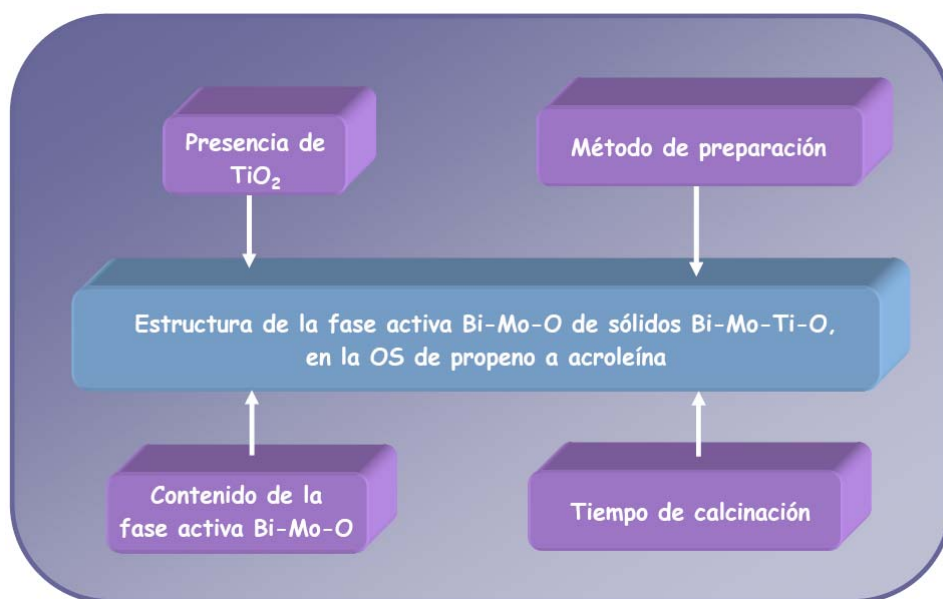 Presencia de
TiO₂
Método de preparación
Estructura de la fase activa Bi-Mo-O de sólidos Bi-Mo-Ti-O,
en la OS de propeno a acroleína
Contenido de la
fase activa Bi-Mo-O
Tiempo de calcinación